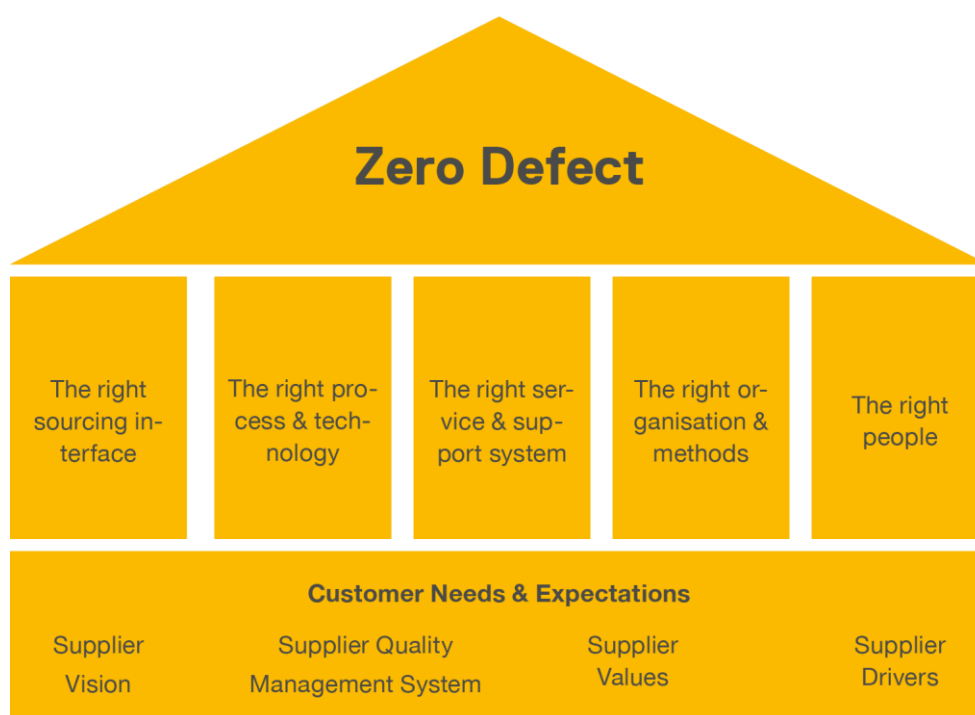 Zero Defect
The right
sourcing in-
terface
The right pro-
cess & tech-
nology
The right ser-
vice & sup-
port system
The right or-
ganisation &
methods
The right
people
Customer Needs & Expectations
Supplier
Vision
Supplier Quality
Management System
Supplier
Values
Supplier
Drivers